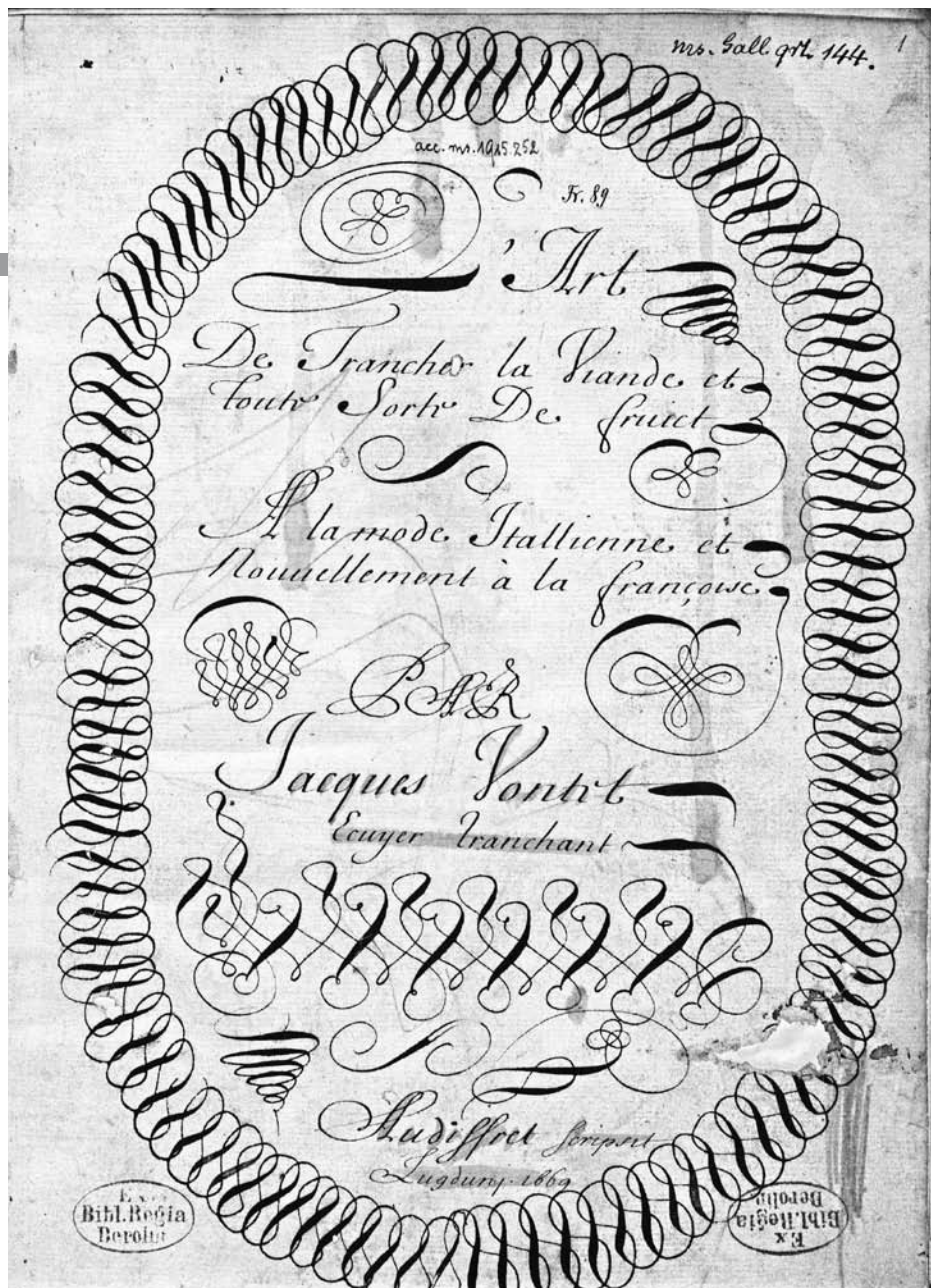 ms. Gall. qrt. 144.
1
acc. ms. 1915.252
Fr. 89
L'Art
De Trancher la Viande et
toute Sorte De fruict
A la mode Itallienne et
Nouuellement à la françoise
PAR
Jacques Vontet
Ecuyer tranchant
Audiffret scripsit
Lugduni 1669
Ex
Bibl. Regia
Berolin
Ex
Bibl. Regia
Berolin